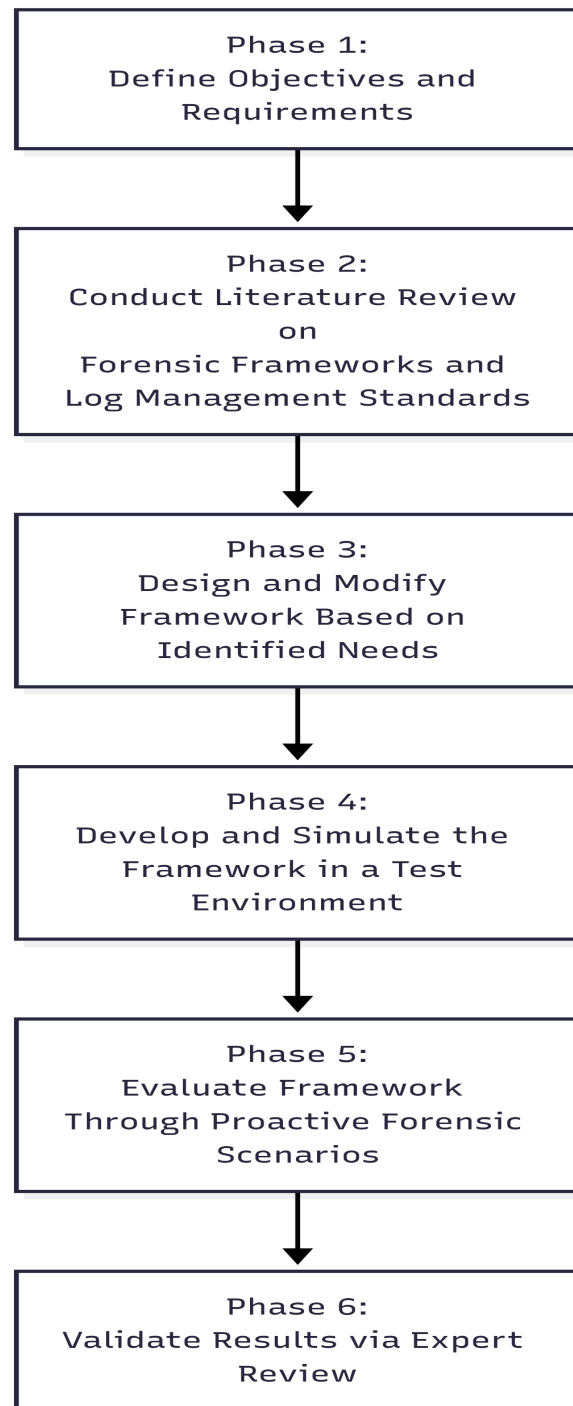 Phase 1:
Define Objectives and
Requirements
Phase 2:
Conduct Literature Review
on
Forensic Frameworks and
Log Management Standards
Phase 3:
Design and Modify
Framework Based on
Identified Needs
Phase 4:
Develop and Simulate the
Framework in a Test
Environment
Phase 5:
Evaluate Framework
Through Proactive Forensic
Scenarios
Phase 6:
Validate Results via Expert
Review